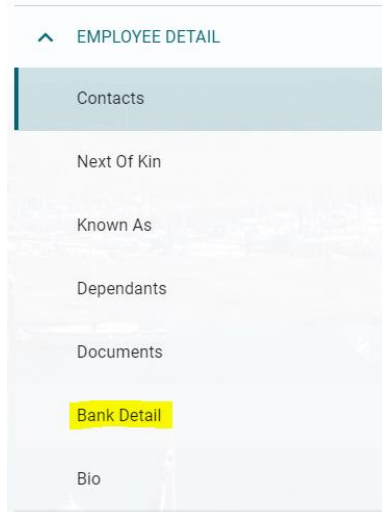 EMPLOYEE DETAIL
Contacts
Next Of Kin
Known As
Dependants
Documents
Bank Detail
Bio